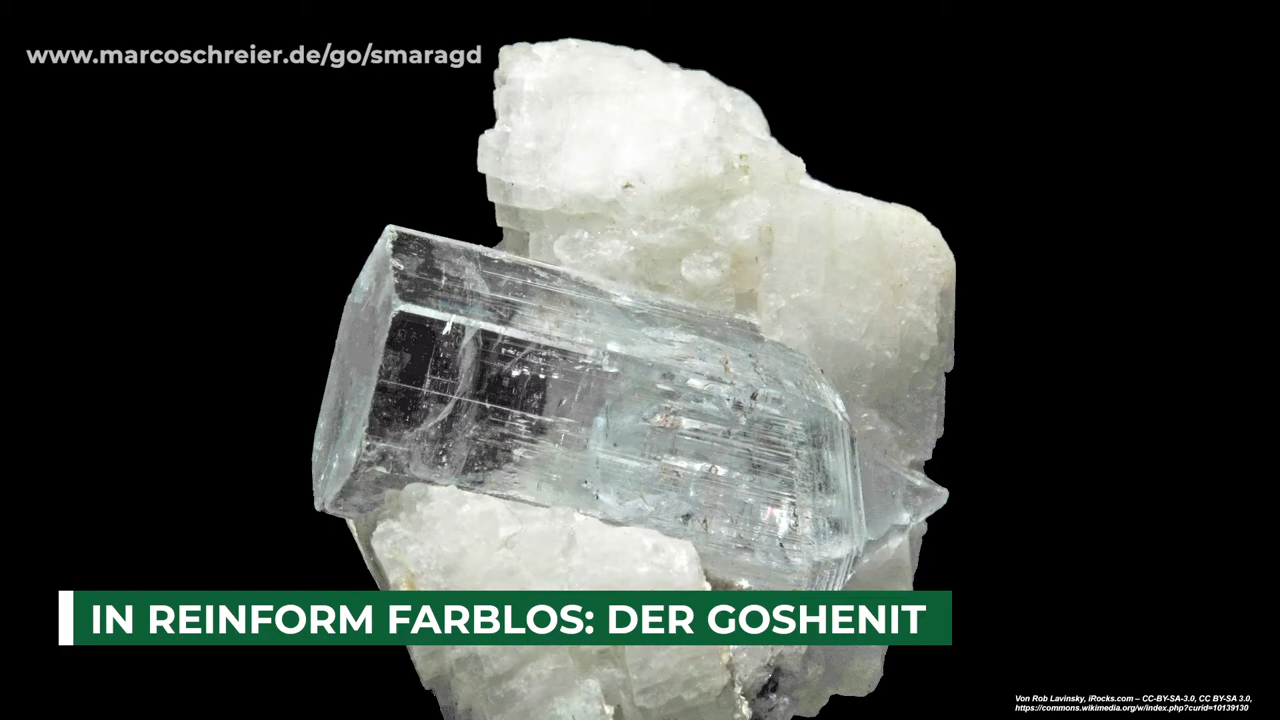 www.marcoschreier.de/go/smaragd
IN REINFORM FARBLOS: DER GOSHENIT
Von Rob Lavinsky, iRocks.com – CC-BY-SA-3.0, CC BY-SA 3.0,
https://commons.wikimedia.org/w/index.php?curid=10139130